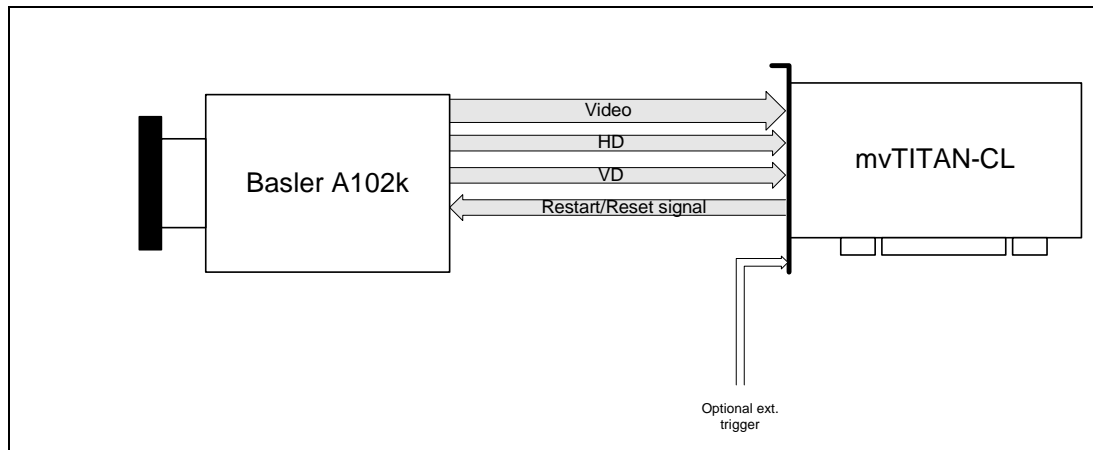 Video
HD
VD
Restart/Reset signal
Basler A102k
mvTITAN-CL
Optional ext.
trigger